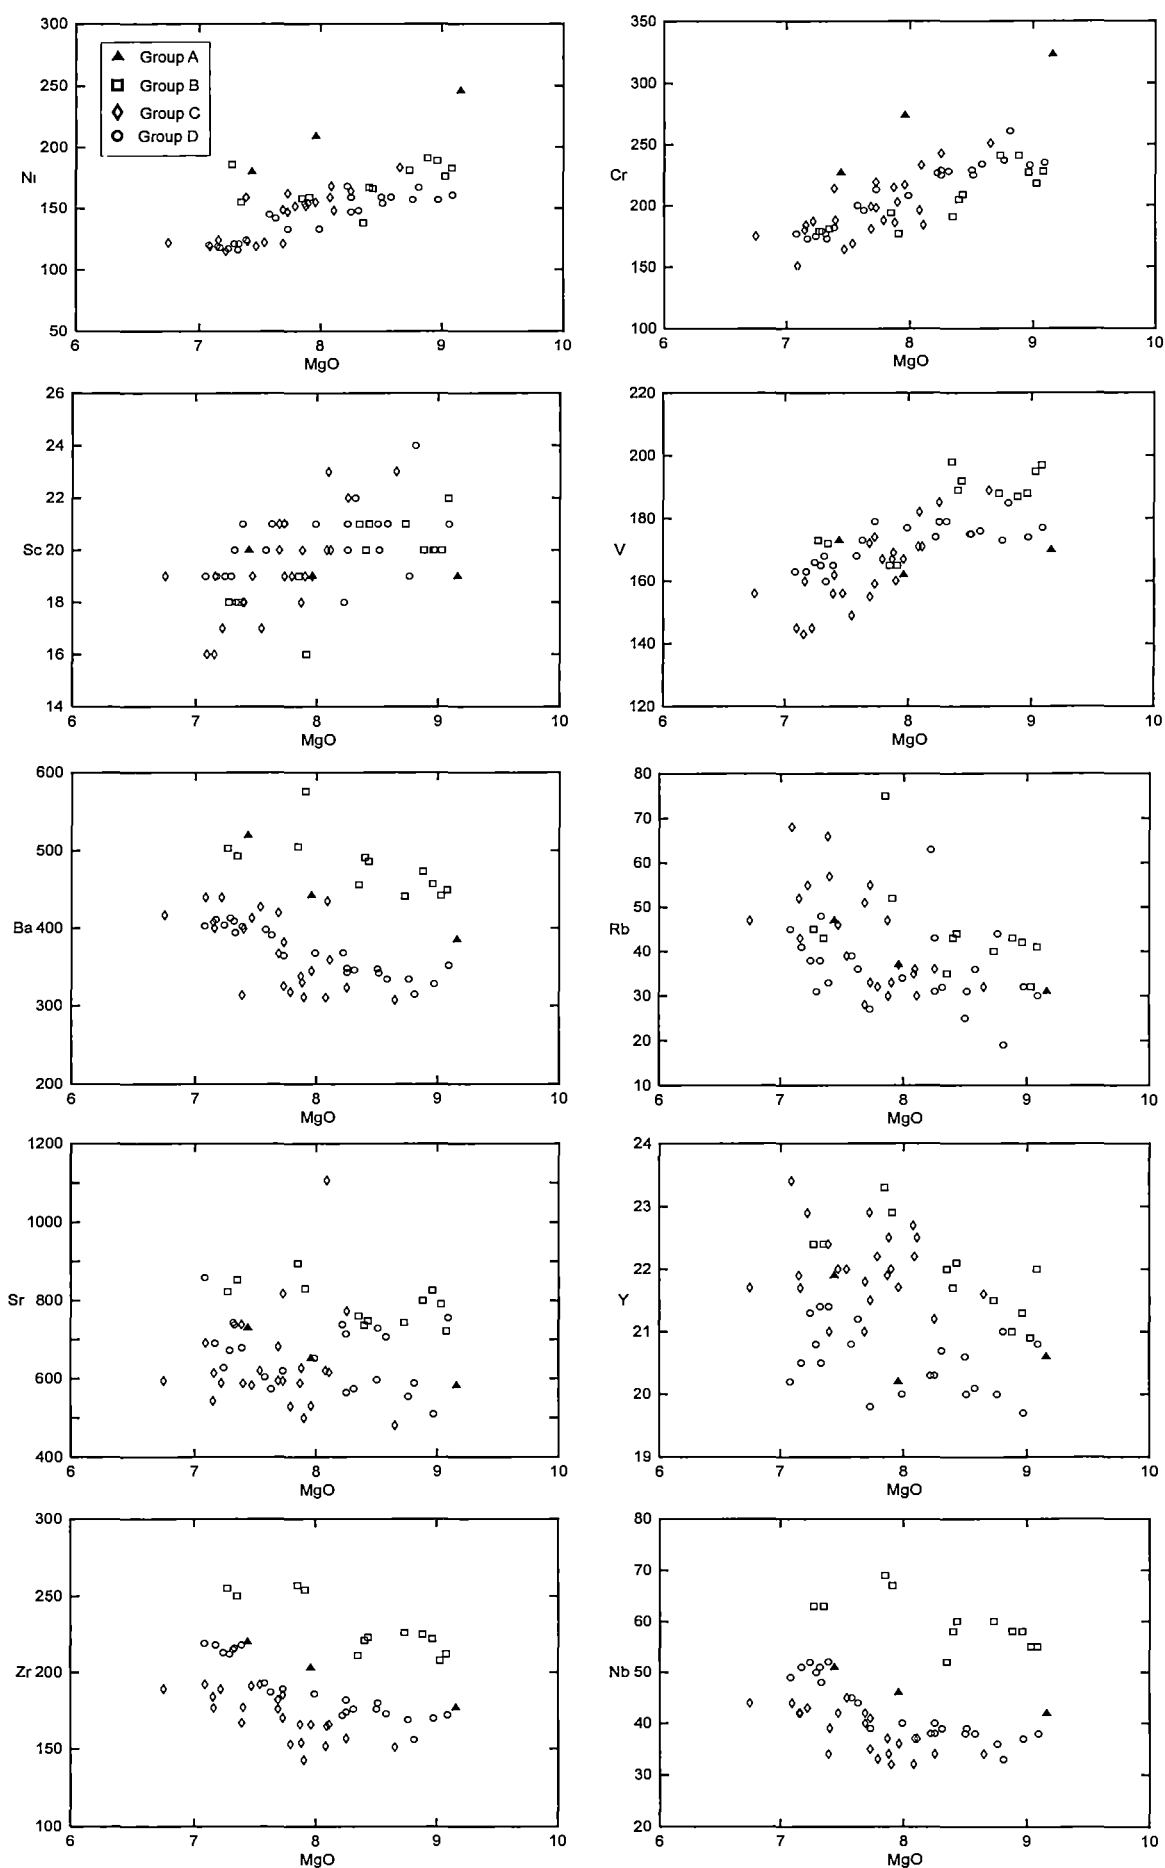 300
250
200
150
100
50
Ni
Group A
Group B
Group C
Group D
6 7 8 9 10
MgO
350
300
250
200
150
100
Cr
6 7 8 9 10
MgO
26
24
22
20
18
16
14
Sc
6 7 8 9 10
MgO
220
200
180
160
140
120
V
6 7 8 9 10
MgO
600
500
400
300
200
Ba
6 7 8 9 10
MgO
80
70
60
50
40
30
20
10
Rb
6 7 8 9 10
MgO
1200
1000
800
600
400
Sr
6 7 8 9 10
MgO
24
23
22
21
20
19
Y
6 7 8 9 10
MgO
300
250
200
150
100
Zr
6 7 8 9 10
MgO
80
70
60
50
40
30
20
Nb
6 7 8 9 10
MgO